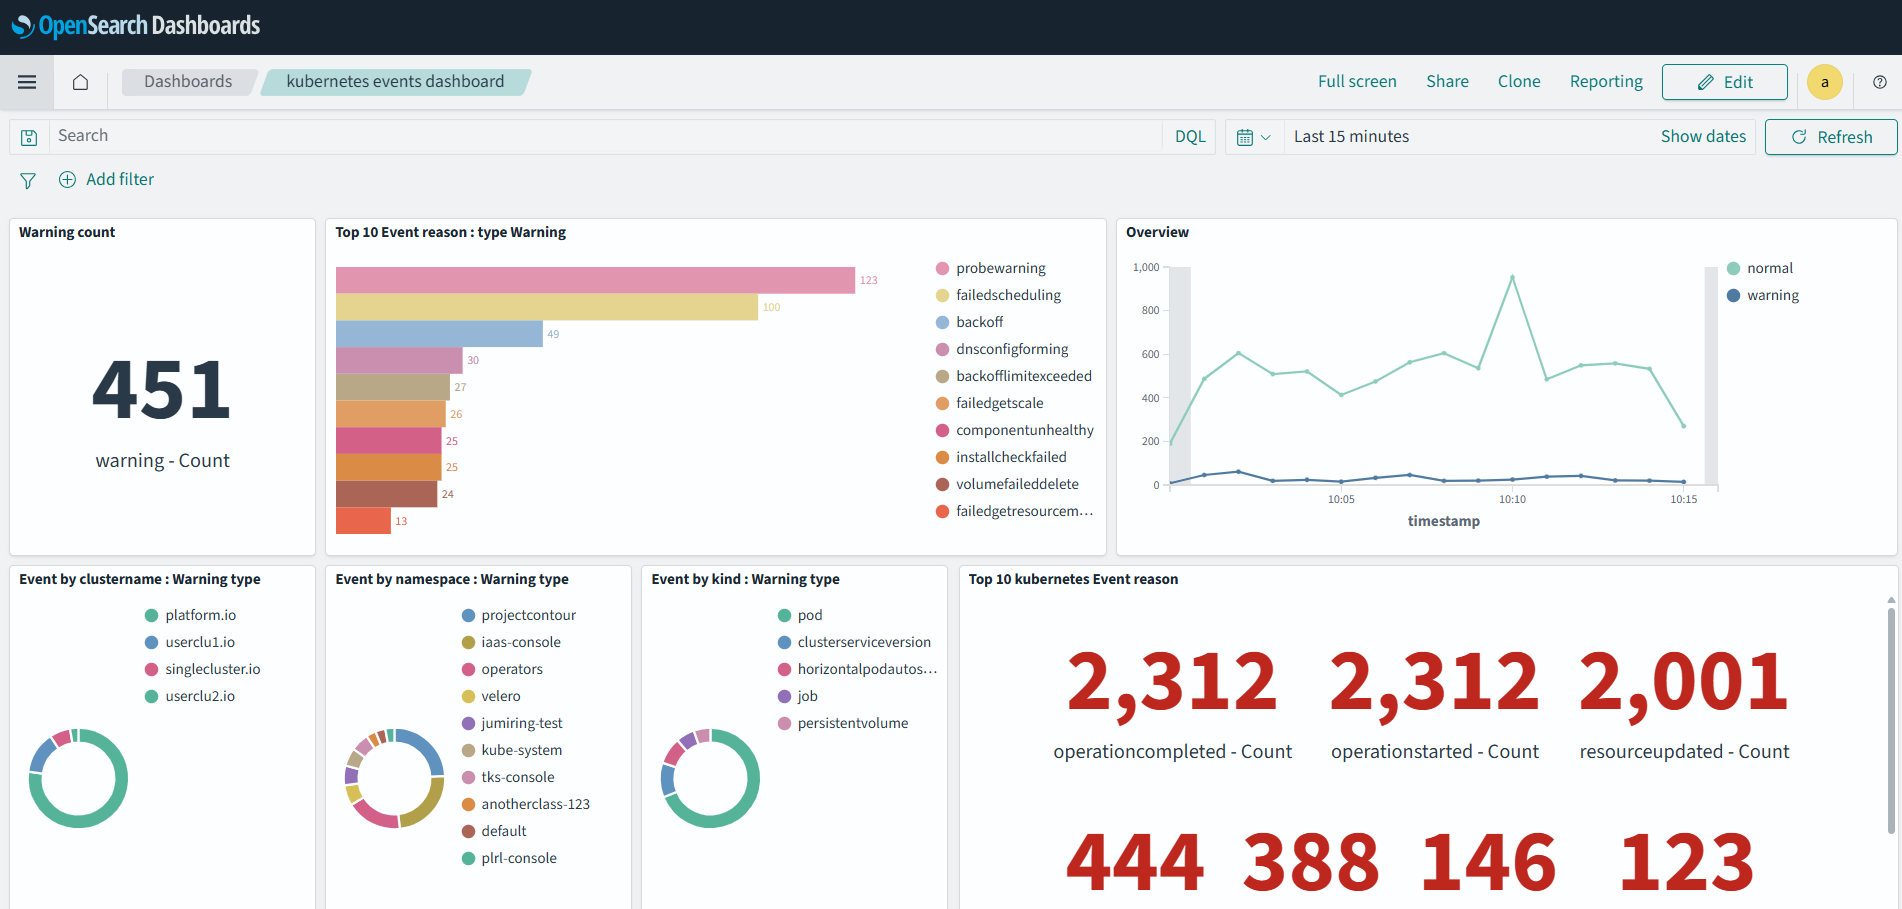 OpenSearch Dashboards
Dashboards
kubernetes events dashboard
Full screen
Share
Clone
Reporting
Edit
a
Search
DQL
Last 15 minutes
Show dates
Refresh
Add filter
Warning count
451
warning - Count
Top 10 Event reason : type Warning
123
100
49
30
27
26
25
25
24
13
probewarning
failedscheduling
backoff
dnsconfigforming
backofflimitexceeded
failedgetscale
componentunhealthy
installcheckfailed
volumefaileddelete
failedgetresourcem…
Overview
1,000
800
600
400
200
0
10:05
10:10
10:15
timestamp
normal
warning
Event by clustername : Warning type
platform.io
userclu1.io
singlecluster.io
userclu2.io
Event by namespace : Warning type
projectcontour
iaas-console
operators
velero
jumiring-test
kube-system
tks-console
anotherclass-123
default
plrl-console
Event by kind : Warning type
pod
clusterserviceversion
horizontalpodautos…
job
persistentvolume
Top 10 kubernetes Event reason
2,312
operationcompleted - Count
2,312
operationstarted - Count
2,001
resourceupdated - Count
444
388
146
123